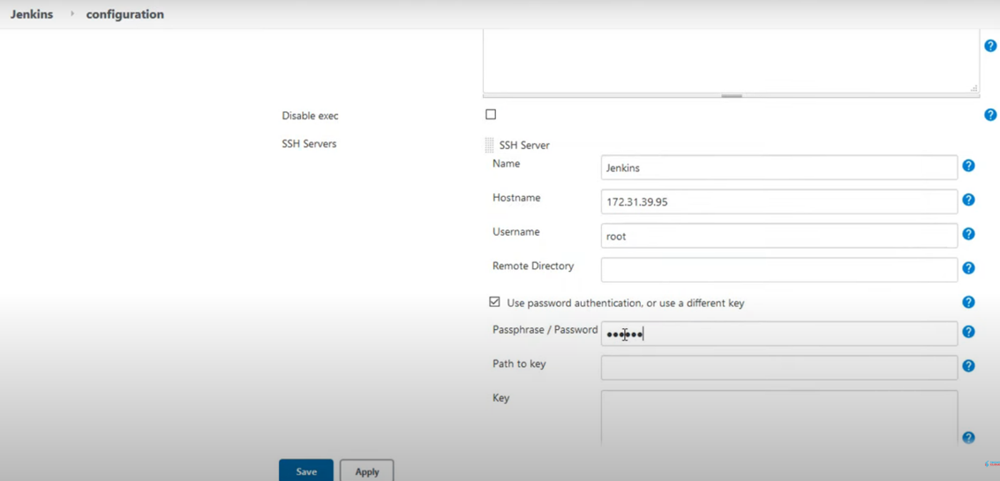 Jenkins › configuration
Disable exec
SSH Servers
SSH Server
Name
Jenkins
Hostname
172.31.39.95
Username
root
Remote Directory
Use password authentication, or use a different key
Passphrase / Password
••••••
Path to key
Key
Save
Apply